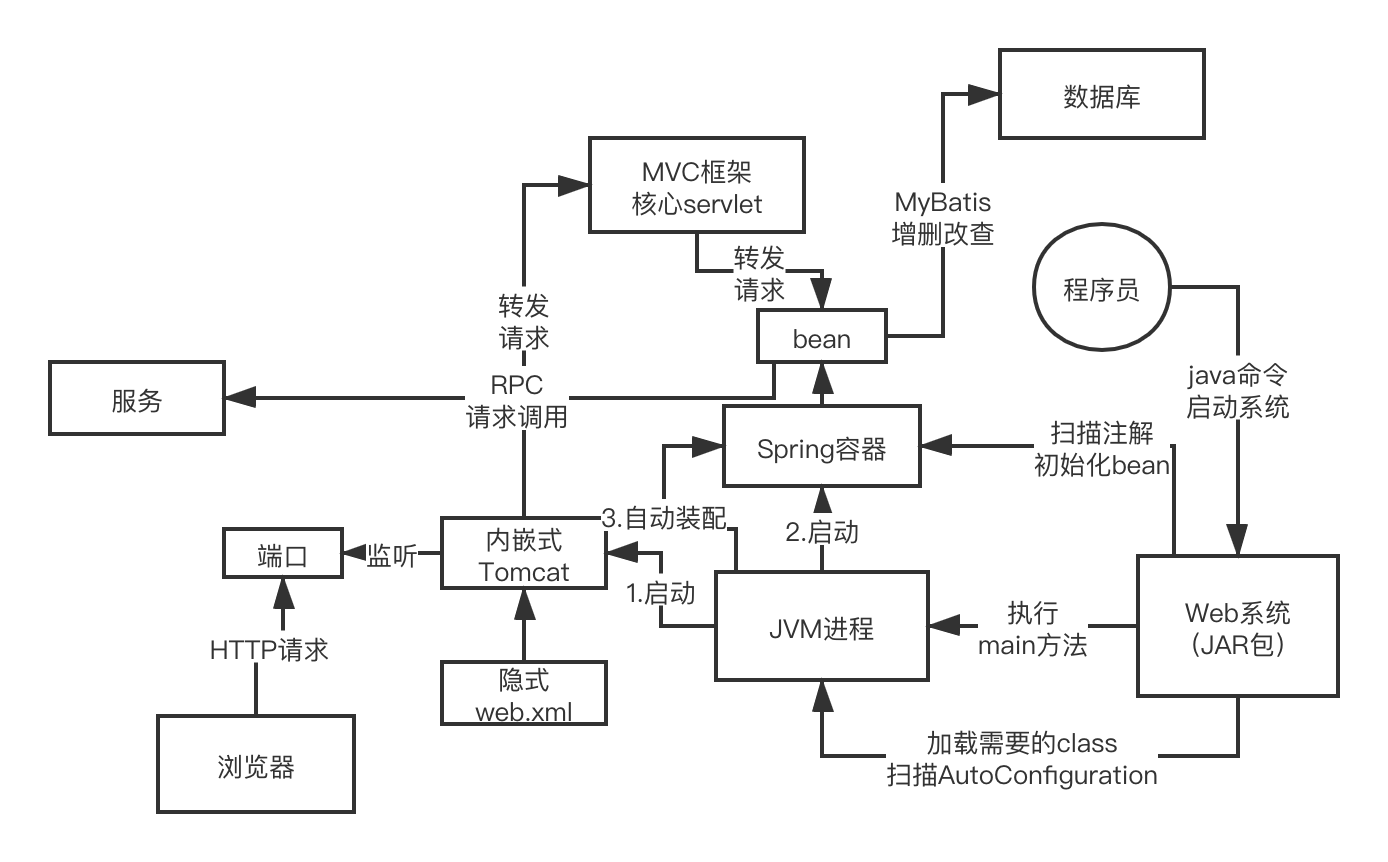 数据库
MVC框架
核心servlet
MyBatis
增删改查
转发
请求
程序员
转发
请求
bean
java命令
启动系统
RPC
请求调用
服务
扫描注解
初始化bean
Spring容器
3.自动装配
2.启动
内嵌式
Tomcat
端口
监听
1.启动
执行
main方法
Web系统
(JAR包)
JVM进程
HTTP请求
隐式
web.xml
加载需要的class
扫描AutoConfiguration
浏览器